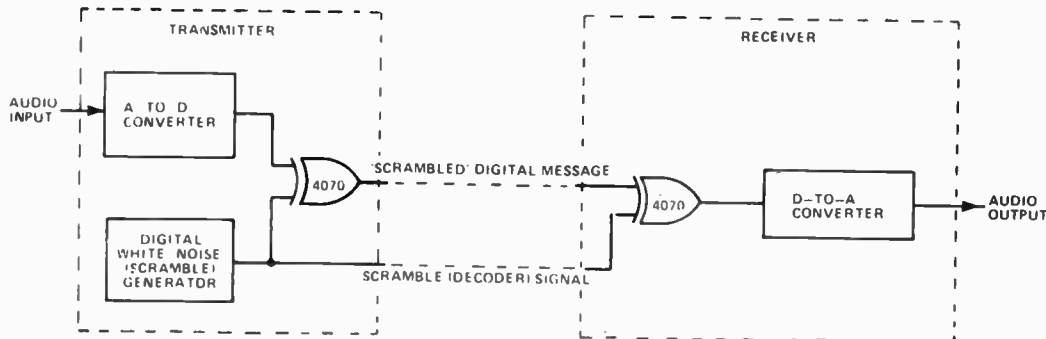 TRANSMITTER
RECEIVER
AUDIO
INPUT
A TO D
CONVERTER
4070
'SCRAMBLED' DIGITAL MESSAGE
4070
D-TO-A
CONVERTER
AUDIO
OUTPUT
DIGITAL
WHITE NOISE
(SCRAMBLE)
GENERATOR
SCRAMBLE (DECODER) SIGNAL